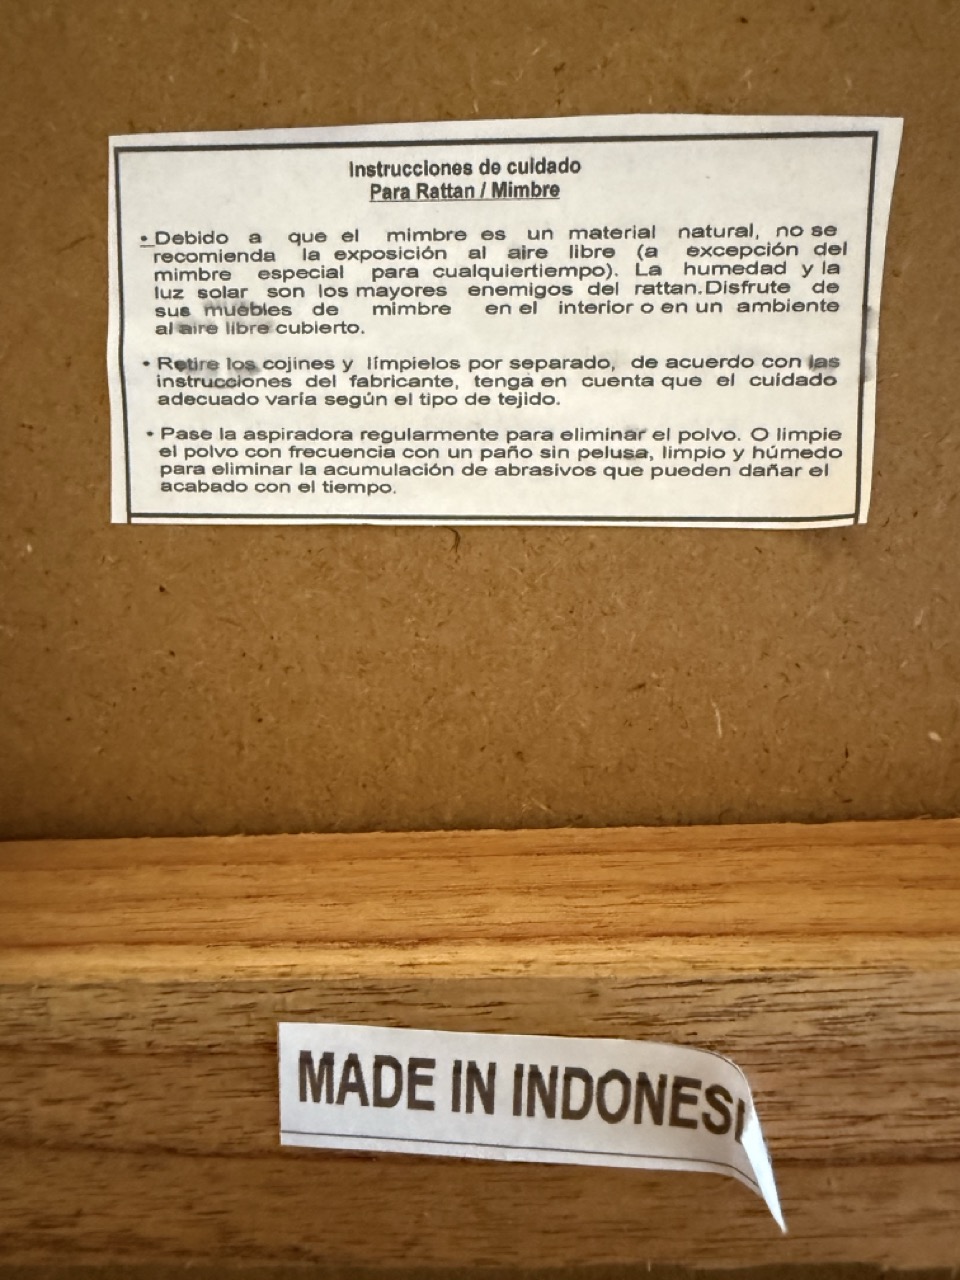 Instrucciones de cuidado
Para Rattan / Mimbre
• Debido a que el mimbre es un material natural, no se
recomienda la exposición al aire libre (a excepción del
mimbre especial para cualquiertiempo). La humedad y la
luz solar son los mayores enemigos del rattan.Disfrute de
sus muebles de mimbre en el interior o en un ambiente
al aire libre cubierto.
• Retire los cojines y límpielos por separado, de acuerdo con las
instrucciones del fabricante, tenga en cuenta que el cuidado
adecuado varía según el tipo de tejido.
• Pase la aspiradora regularmente para eliminar el polvo. O limpie
el polvo con frecuencia con un paño sin pelusa, limpio y húmedo
para eliminar la acumulación de abrasivos que pueden dañar el
acabado con el tiempo.
MADE IN INDONESI